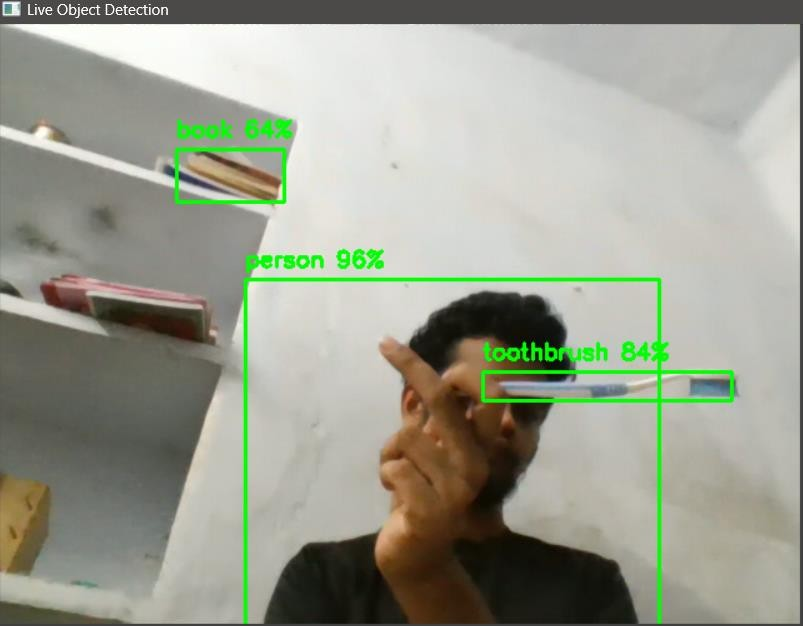 Live Object Detection
book 64%
person 96%
toothbrush 84%